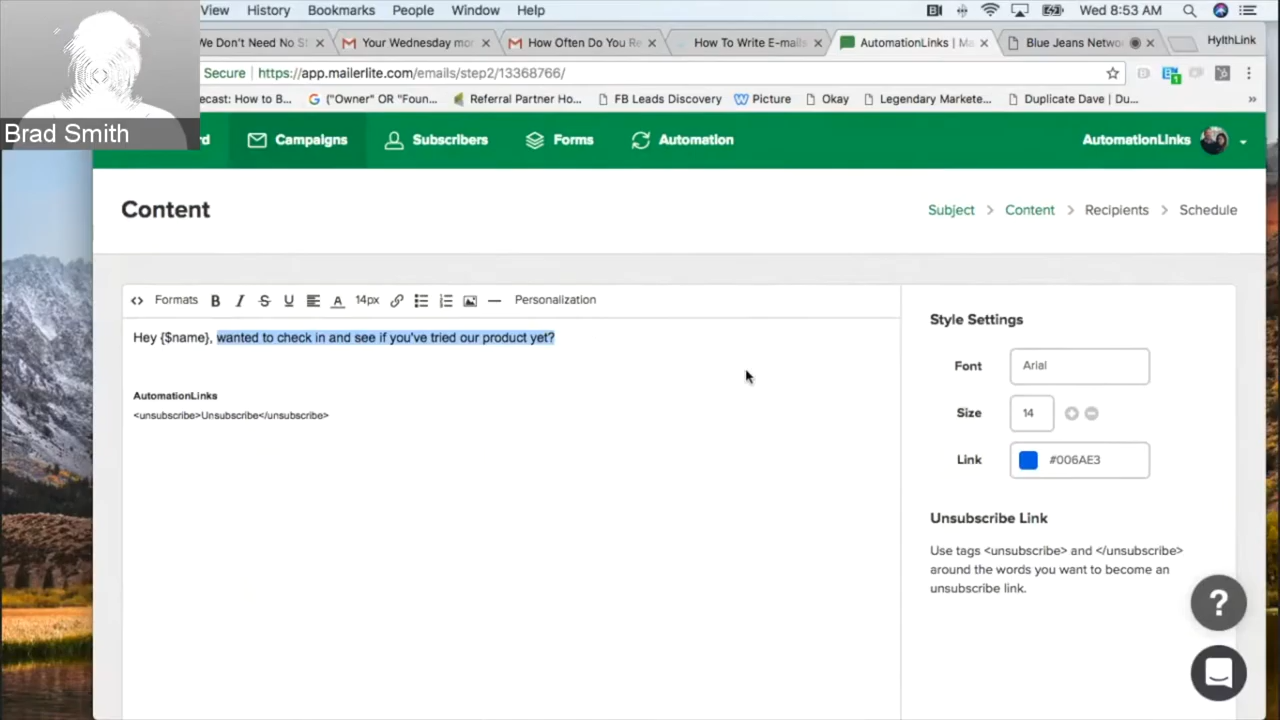 View History Bookmarks People Window Help Wed 8:53 AM
We Don't Need No St Your Wednesday mor How Often Do You Re How To Write E-mails AutomationLinks | Ma Blue Jeans Netwo HylthLink
Secure https://app.mailerlite.com/emails/step2/13368766/
ecast: How to B... ("Owner" OR "Foun... Referral Partner Ho... FB Leads Discovery Picture Okay Legendary Markete... Duplicate Dave | Du... »
Brad Smith
rd Campaigns Subscribers Forms Automation AutomationLinks
Content Subject > Content > Recipients > Schedule
Formats B I S U A 14px Personalization
Hey {$name}, wanted to check in and see if you've tried our product yet?
AutomationLinks
<unsubscribe>Unsubscribe</unsubscribe>
Style Settings
Font Arial
Size 14
Link #006AE3
Unsubscribe Link
Use tags <unsubscribe> and </unsubscribe>
around the words you want to become an
unsubscribe link.
?